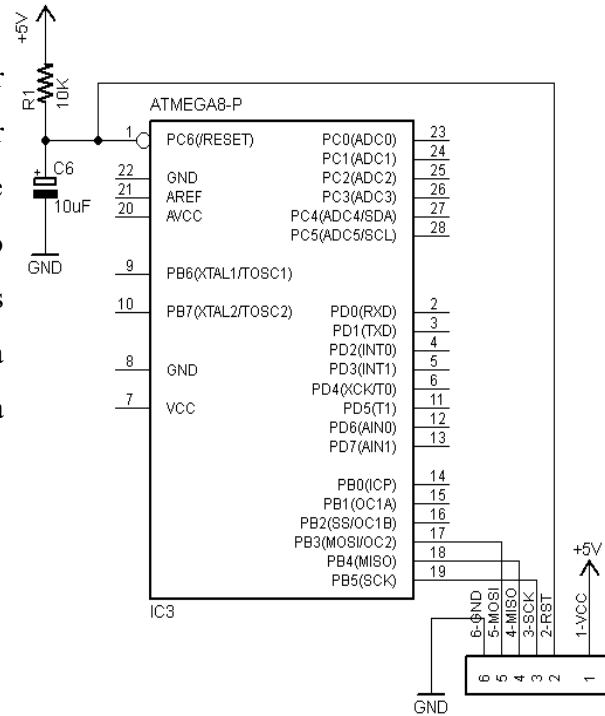 +5V
R1
10K
ATMEGA8-P
1 PC6(/RESET)
22 GND
21 AREF
20 AVCC
9 PB6(XTAL1/TOSC1)
10 PB7(XTAL2/TOSC2)
8 GND
7 VCC
PC0(ADC0) 23
PC1(ADC1) 24
PC2(ADC2) 25
PC3(ADC3) 26
PC4(ADC4/SDA) 27
PC5(ADC5/SCL) 28
PD0(RXD) 2
PD1(TXD) 3
PD2(INT0) 4
PD3(INT1) 5
PD4(XCK/T0) 6
PD5(T1) 11
PD6(AIN0) 12
PD7(AIN1) 13
PB0(ICP) 14
PB1(OC1A) 15
PB2(SS/OC1B) 16
PB3(MOSI/OC2) 17
PB4(MISO) 18
PB5(SCK) 19
+ C6
10uF
GND
r
r
e
s
a
a
IC3
+5V
6-GND
5-MOSI
4-MISO
3-SCK
2-RST
1-VCC
6 5 4 3 2 1
GND